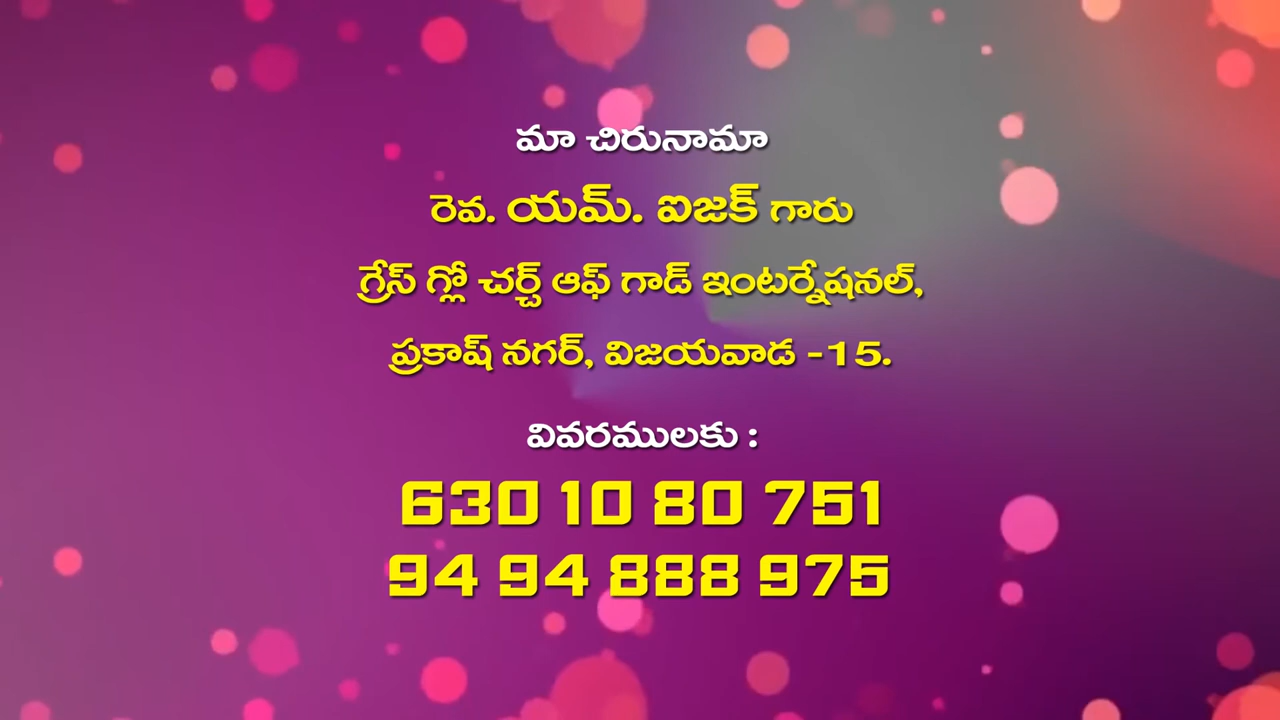 మా చిరునామా
రెవ. యమ్. ఐజక్ గారు
గ్రేస్ గ్లో చర్చ్ ఆఫ్ గాడ్ ఇంటర్నేషనల్,
ప్రకాష్ నగర్, విజయవాడ -15.
వివరములకు :
630 10 80 751
94 94 888 975